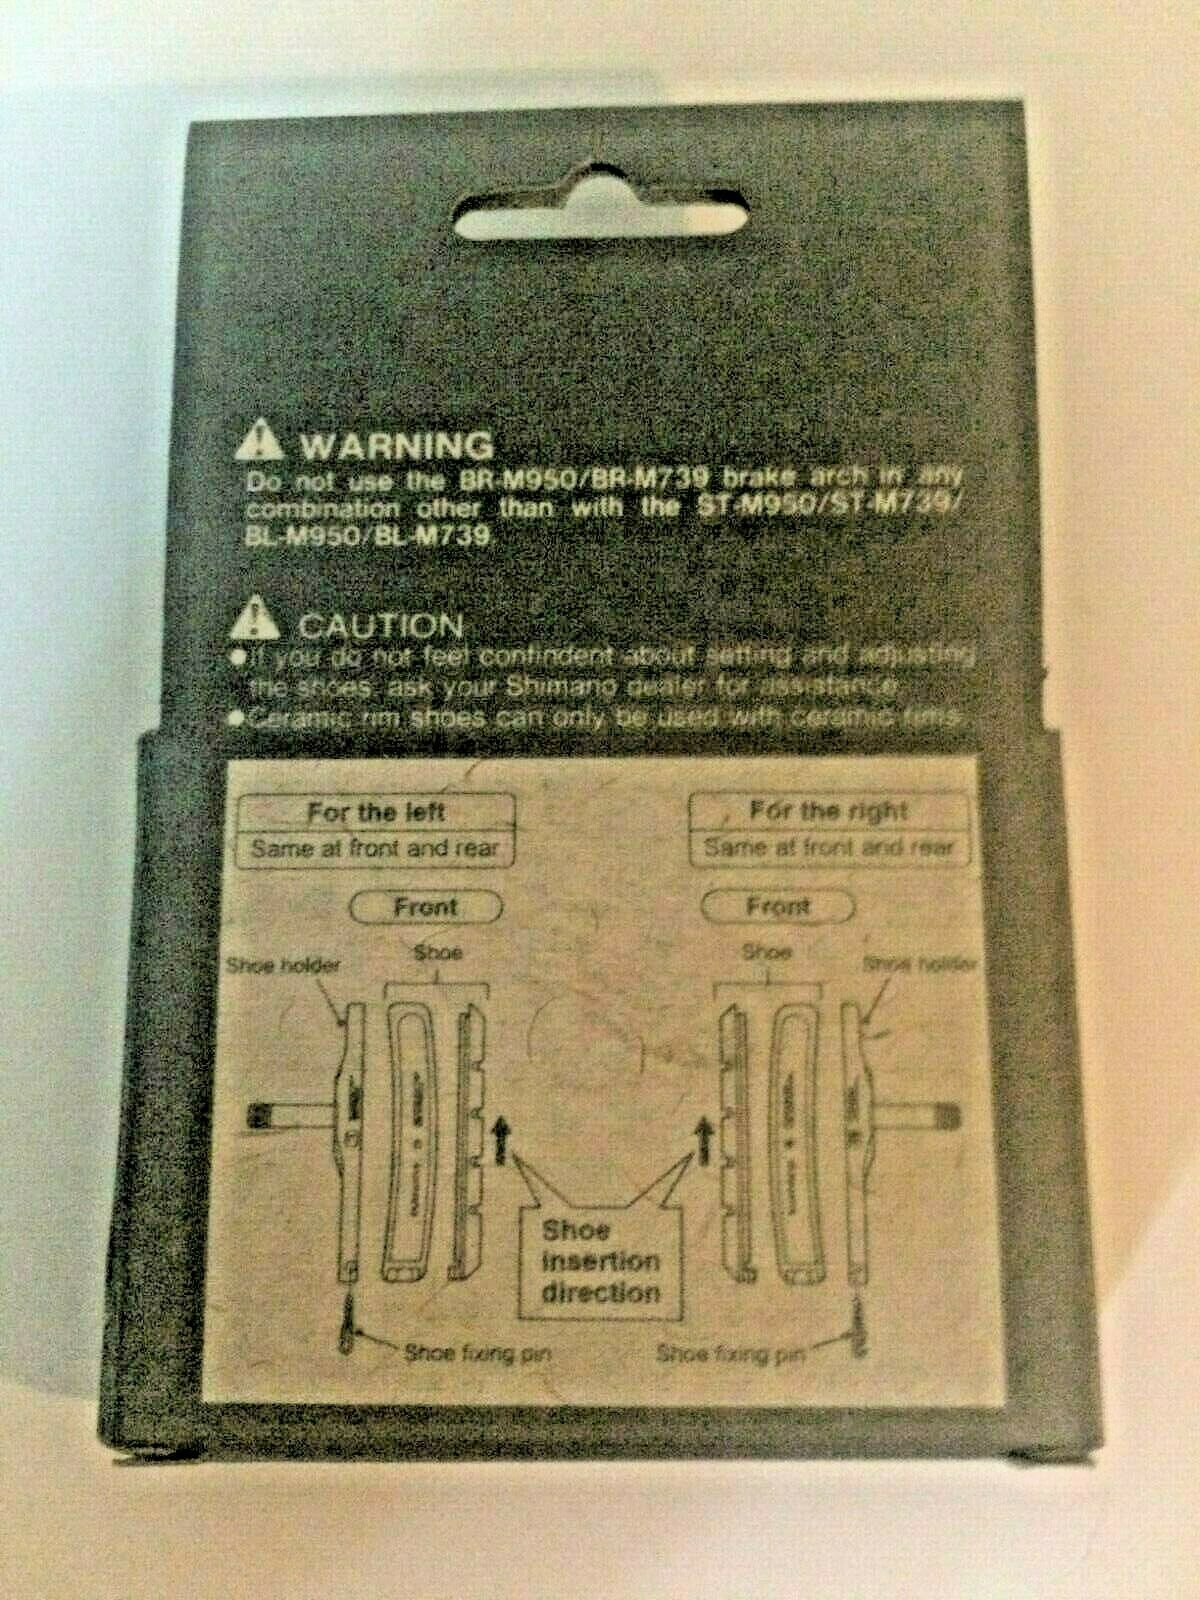 WARNING
Do not use the BR-M950/BR-M739 brake arch in any
combination other than with the ST-M950/ST-M739/
BL-M950/BL-M739.
CAUTION
●If you do not feel confindent about setting and adjusting
the shoes, ask your Shimano dealer for assistance.
●Ceramic rim shoes can only be used with ceramic rims.
For the left
Same at front and rear
For the right
Same at front and rear
Front
Front
Shoe holder
Shoe
Shoe
Shoe holder
Shoe
insertion
direction
Shoe fixing pin
Shoe fixing pin